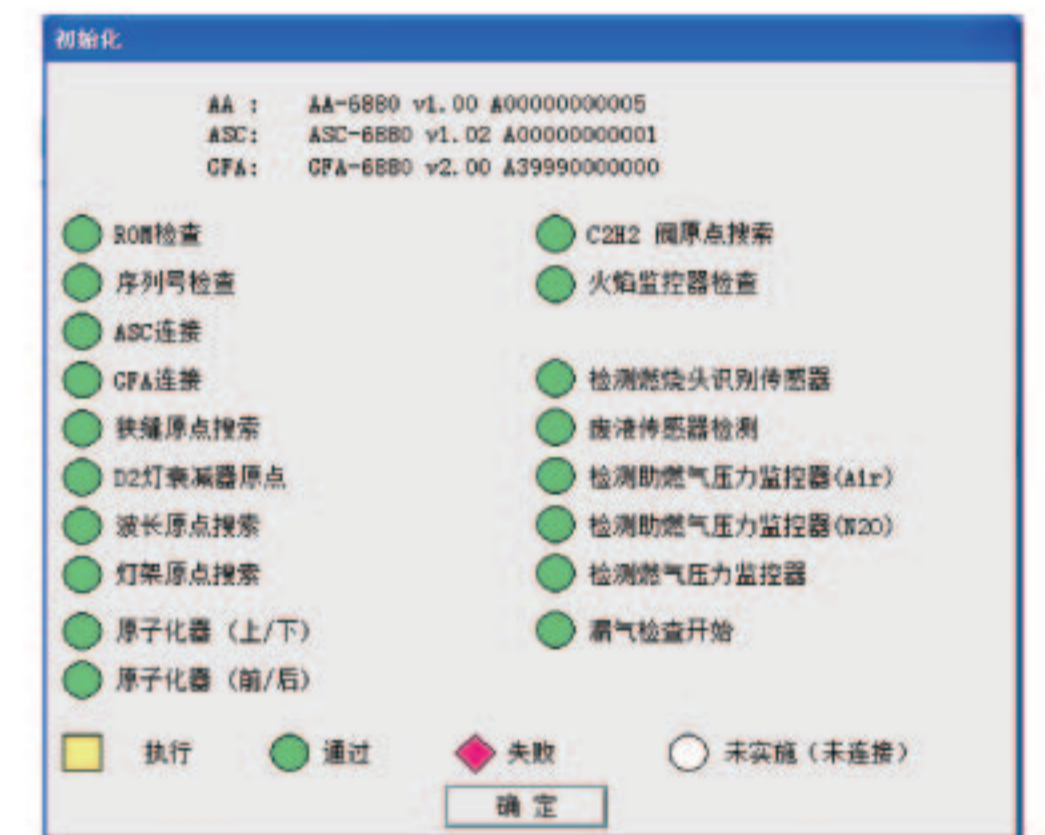 初始化
AA : AA-6880 v1.00 A00000000005
ASC: ASC-6880 v1.02 A00000000001
GFA: GFA-6880 v2.00 A39990000000
ROM检查
序列号检查
ASC连接
GFA连接
狭缝原点搜索
D2灯衰减器原点
波长原点搜索
灯架原点搜索
原子化器（上/下）
原子化器（前/后）
C2H2 阀原点搜索
火焰监控器检查
检测燃烧头识别传感器
废液传感器检测
检测助燃气压力监控器(Air)
检测助燃气压力监控器(N2O)
检测燃气压力监控器
漏气检查开始
执行 通过 失败 未实施（未连接）
确定